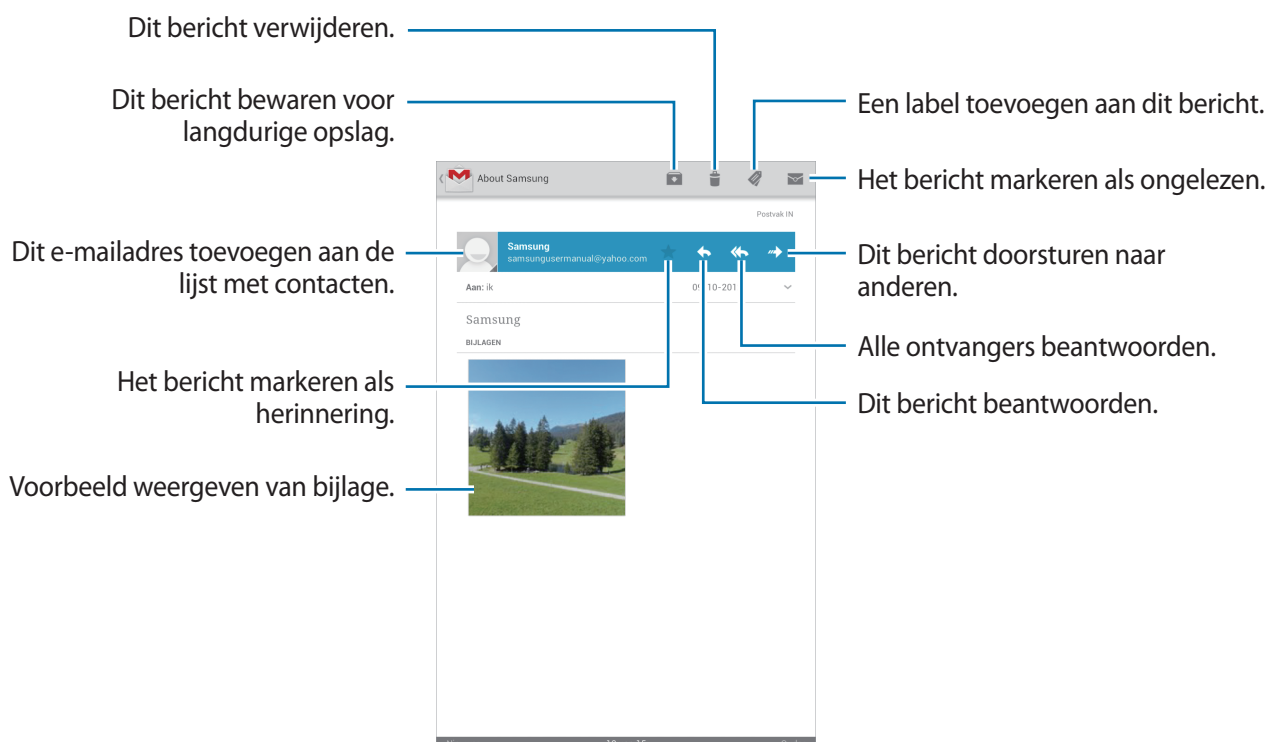 Dit bericht verwijderen.
Dit bericht bewaren voor
langdurige opslag.
Een label toevoegen aan dit bericht.
About Samsung
Het bericht markeren als ongelezen.
Postvak IN
Dit e-mailadres toevoegen aan de
lijst met contacten.
Samsung
samsungusermanual@yahoo.com
Dit bericht doorsturen naar
anderen.
Aan: ik
Samsung
BIJLAGEN
Alle ontvangers beantwoorden.
Het bericht markeren als
herinnering.
Dit bericht beantwoorden.
Voorbeeld weergeven van bijlage.